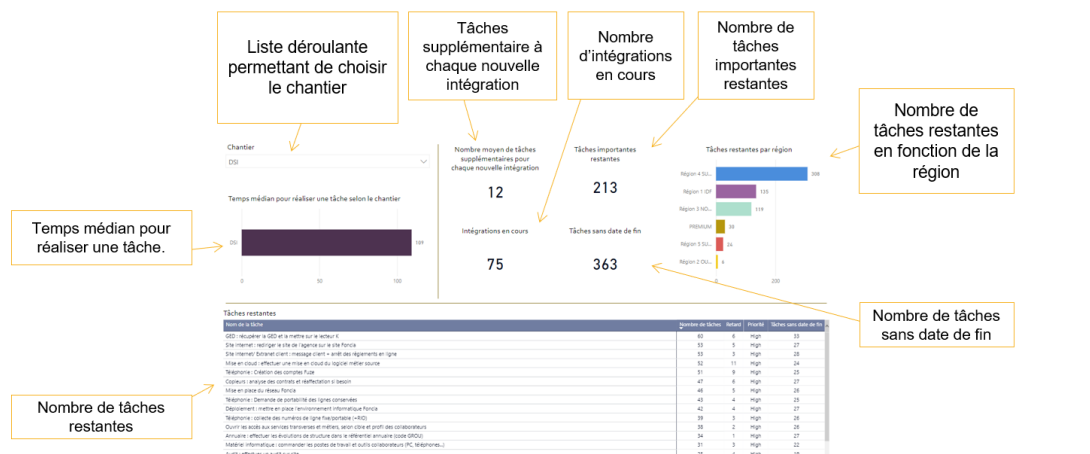 Liste déroulante
permettant de choisir
le chantier
Tâches
supplémentaire à
chaque nouvelle
intégration
Nombre
d'intégrations
en cours
Nombre de
tâches
importantes
restantes
Nombre de
tâches restantes
en fonction de la
région
Temps médian pour
réaliser une tâche.
Nombre de tâches
sans date de fin
Nombre de tâches
restantes
Chantier
DSI
Temps médian pour réaliser une tâche selon le chantier
DSI
109
0 50 100
Nombre moyen de tâches
supplémentaires pour
chaque nouvelle intégration
12
Tâches importantes
restantes
213
Intégrations en cours
75
Tâches sans date de fin
363
Tâches restantes par région
Région 4 SU...
Région 1 IDF 135
Région 3 NO... 119
PREMIUM
Région 5 SU...
Région 2 OU...
0 200
Tâches restantes
Nom de la tâche Nombre de tâches Retard Priorité Tâches sans date de fin
GED : récupérer la GED et la mettre sur le lecteur K 60 6 High 33
Site internet : rediriger le site de l'agence sur le site Foncia 53 5 High 27
Site internet/ Extranet client : message client + arrêt des règlements en ligne 53 3 High 28
Mise en cloud : effectuer une mise en cloud du logiciel métier source 52 11 High 24
Téléphonie : Création des comptes Fuze 51 9 High 25
Copieurs : analyse des contrats et réaffectation si besoin 47 6 High 27
Mise en place du réseau Foncia 46 5 High 26
Téléphonie : Demande de portabilité des lignes conservées 43 4 High 25
Déploiement : mettre en place l'environnement informatique Foncia 42 4 High 27
Téléphonie : collecte des numéros de ligne fixe/portable (+RIO) 39 3 High 26
Ouvrir les accès aux services transverses et métiers, selon cible et profil des collaborateurs 38 2 High 26
Annuaire : effectuer les évolutions de structure dans le référentiel annuaire (code GROU) 34 1 High 27
Matériel informatique : commander les postes de travail et outils collaborateurs (PC, téléphones...) 31 3 High 22